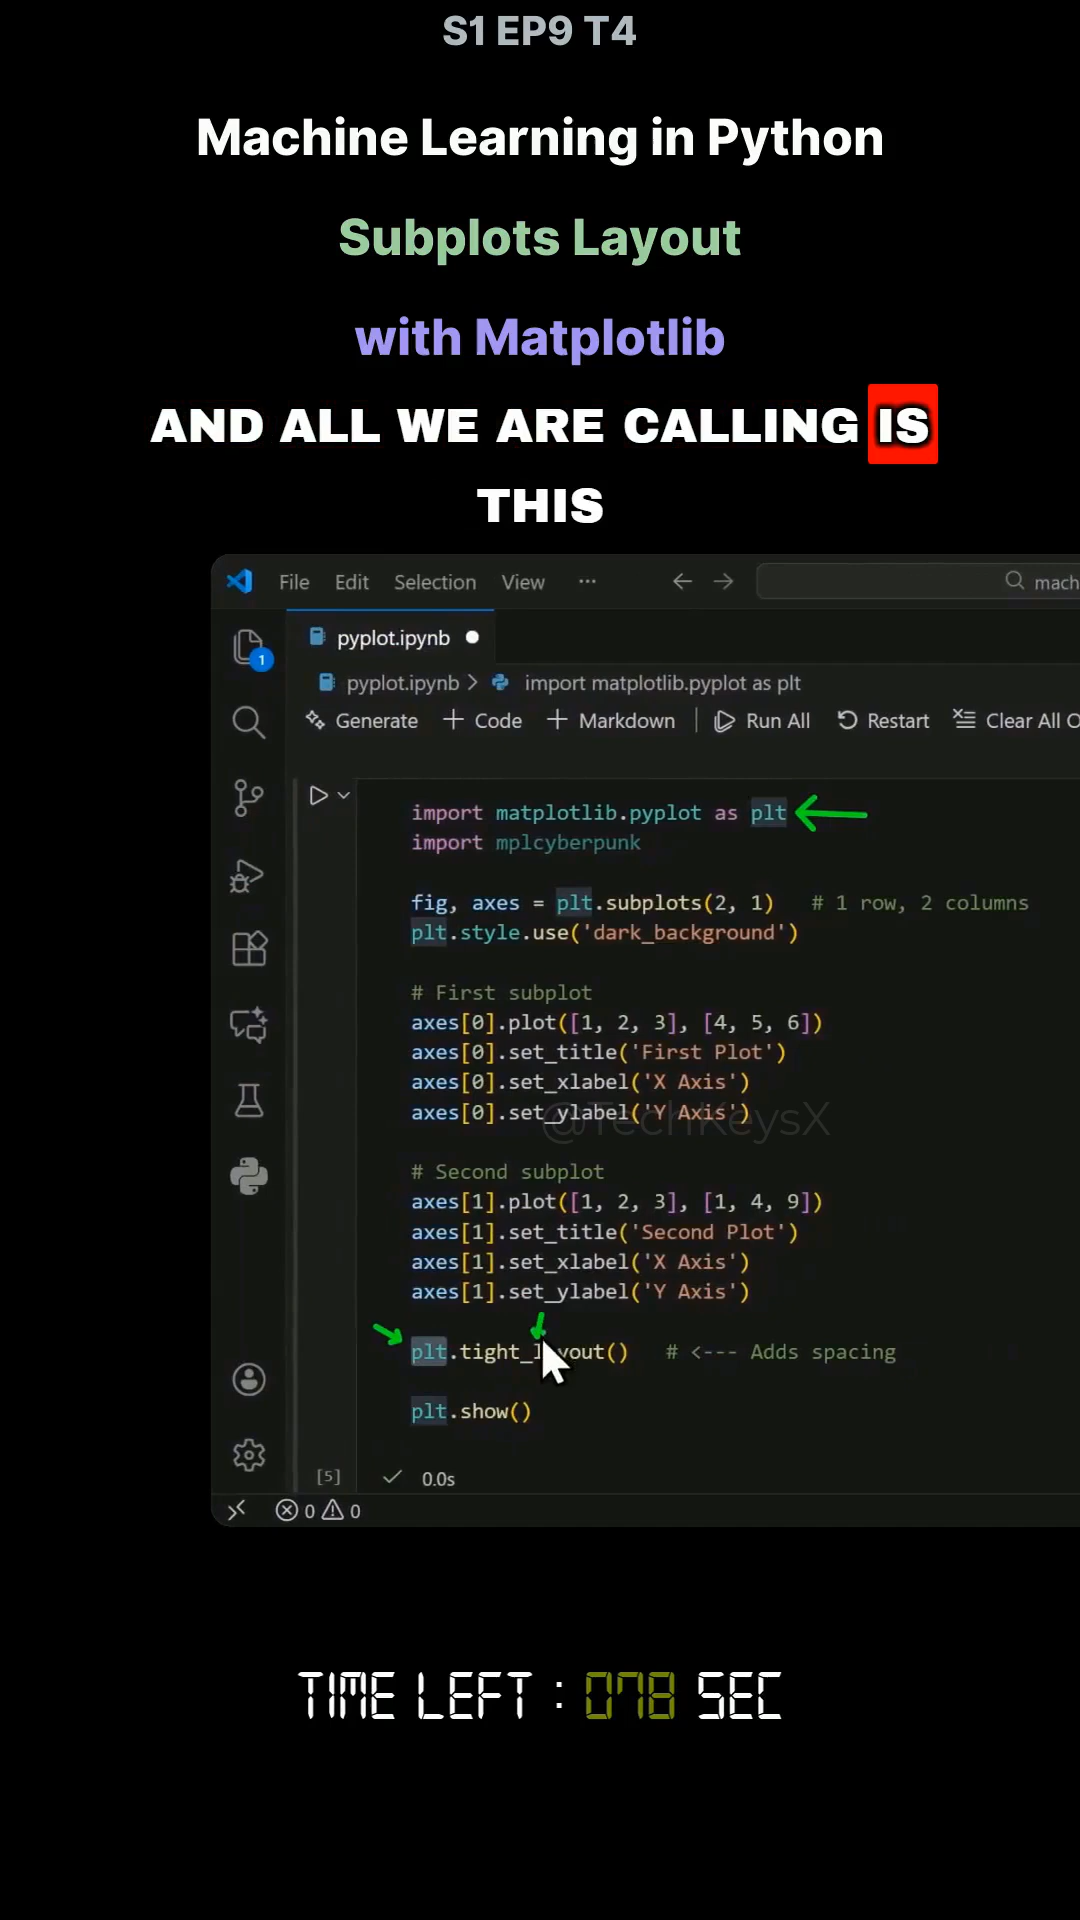 S1 EP9 T4
Machine Learning in Python
Subplots Layout
with Matplotlib
AND ALL WE ARE CALLING IS
THIS
File Edit Selection View ··· mach
pyplot.ipynb
1
pyplot.ipynb > import matplotlib.pyplot as plt
Generate + Code + Markdown | Run All Restart Clear All O
import matplotlib.pyplot as plt
import mplcyberpunk
fig, axes = plt.subplots(2, 1)   # 1 row, 2 columns
plt.style.use('dark_background')
# First subplot
axes[0].plot([1, 2, 3], [4, 5, 6])
axes[0].set_title('First Plot')
axes[0].set_xlabel('X Axis')
axes[0].set_ylabel('Y Axis')
@TechKeysX
# Second subplot
axes[1].plot([1, 2, 3], [1, 4, 9])
axes[1].set_title('Second Plot')
axes[1].set_xlabel('X Axis')
axes[1].set_ylabel('Y Axis')
plt.tight_layout()   # <--- Adds spacing
plt.show()
[5] 0.0s
0 0
TIME LEFT : 078 SEC